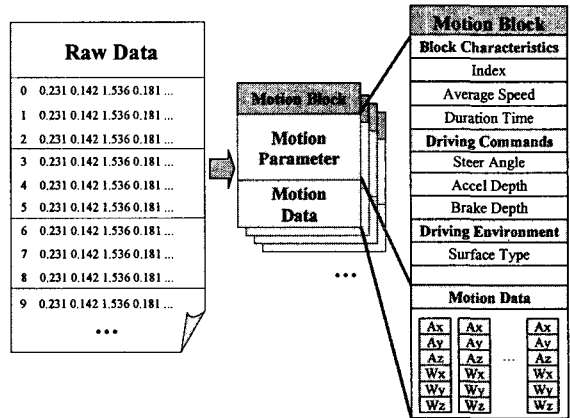 Raw Data
0 0.231 0.142 1.536 0.181 ...
1 0.231 0.142 1.536 0.181 ...
2 0.231 0.142 1.536 0.181 ...
3 0.231 0.142 1.536 0.181 ...
4 0.231 0.142 1.536 0.181 ...
5 0.231 0.142 1.536 0.181 ...
6 0.231 0.142 1.536 0.181 ...
7 0.231 0.142 1.536 0.181 ...
8 0.231 0.142 1.536 0.181 ...
9 0.231 0.142 1.536 0.181 ...
...
Motion Block
Motion
Parameter
Motion
Data
...
Motion Block
Block Characteristics
Index
Average Speed
Duration Time
Driving Commands
Steer Angle
Accel Depth
Brake Depth
Driving Environment
Surface Type
Motion Data
Ax Ax Ax
Ay Ay Ay
Az Az ... Az
Wx Wx Wx
Wy Wy Wy
Wz Wz Wz